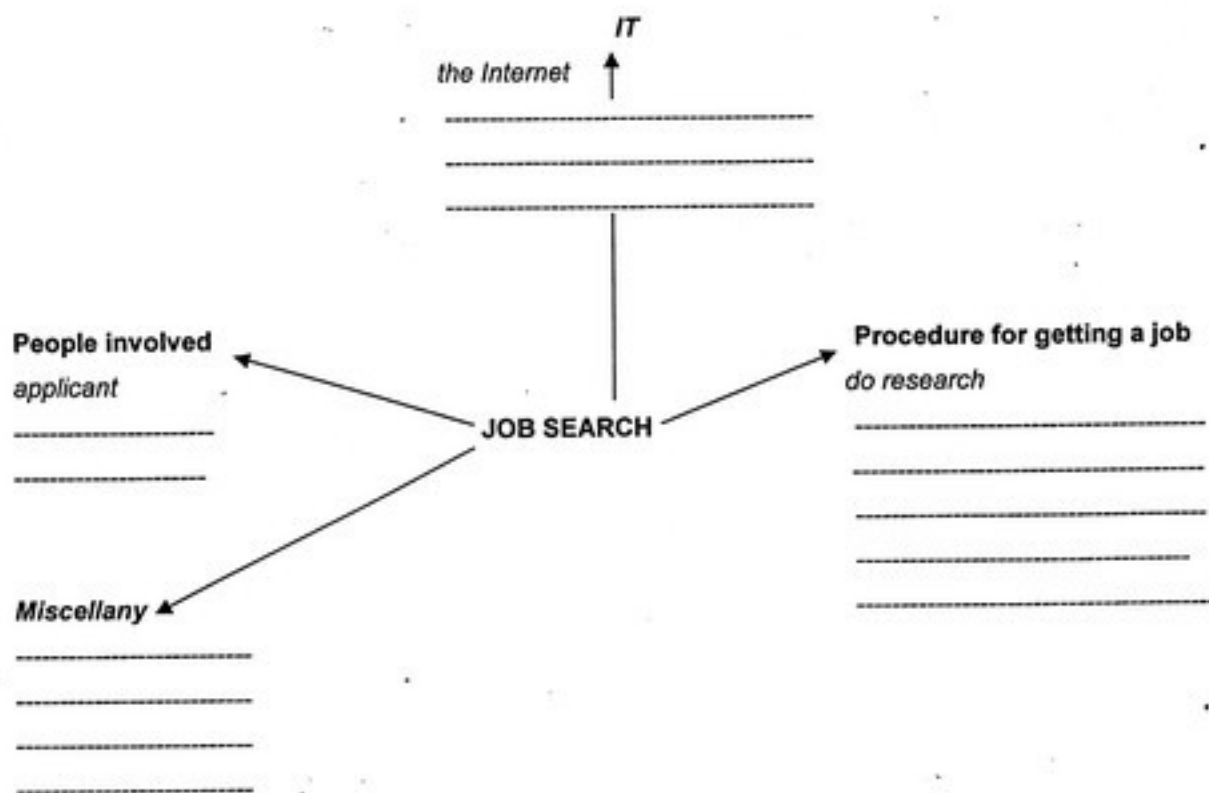 IT
the Internet
People involved
applicant
Procedure for getting a job
do research
JOB SEARCH
Miscellany